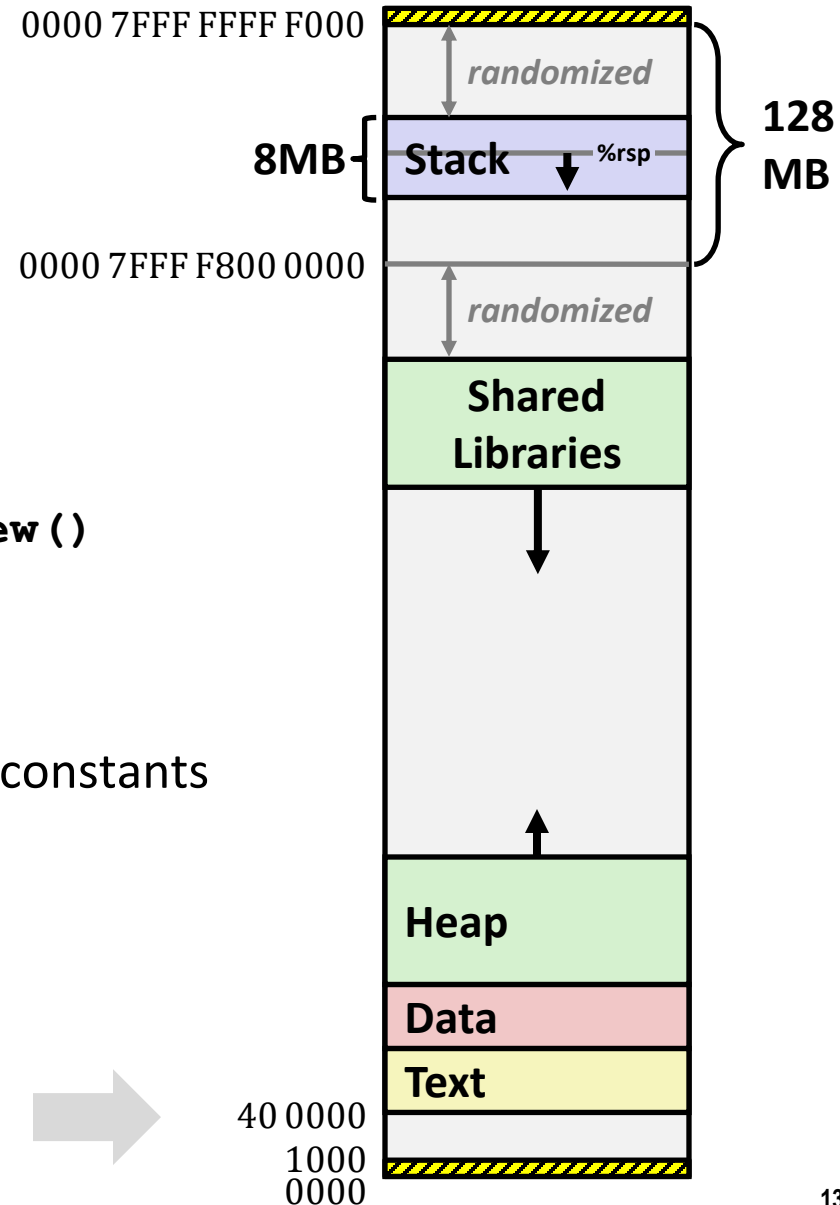 0000 7FFF FFFF F000
randomized
128
MB
8MB
Stack
%rsp
0000 7FFF F800 0000
randomized
Shared
Libraries
ew()
constants
Heap
Data
Text
40 0000
1000
0000
13